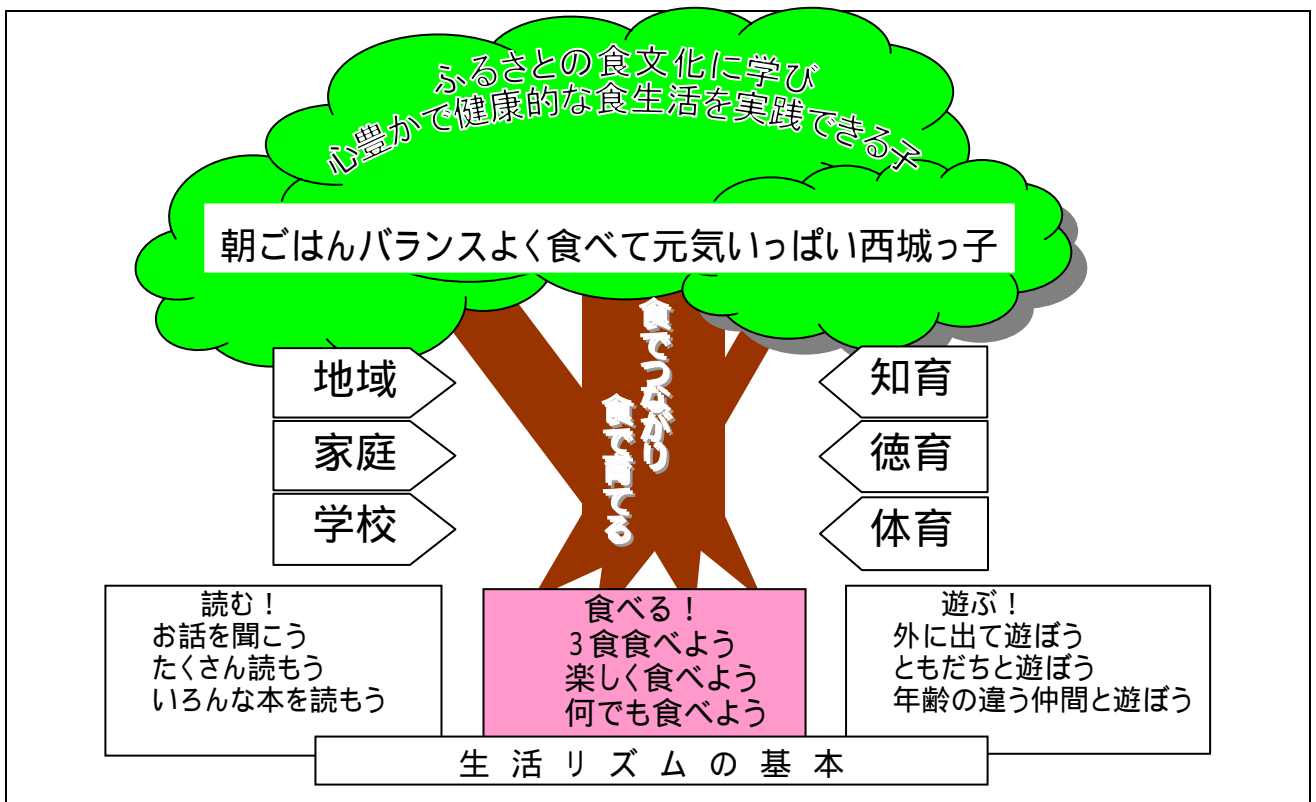 ふるさとの食文化に学び
心豊かで健康的な食生活を実践できる子
朝ごはんバランスよく食べて元気いっぱい西城っ子
食でつながり
食で育てる
地域
家庭
学校
知育
徳育
体育
読む！
お話を聞こう
たくさん読もう
いろんな本を読もう
食べる！
3食食べよう
楽しく食べよう
何でも食べよう
遊ぶ！
外に出て遊ぼう
ともだちと遊ぼう
年齢の違う仲間と遊ぼう
生活リズムの基本